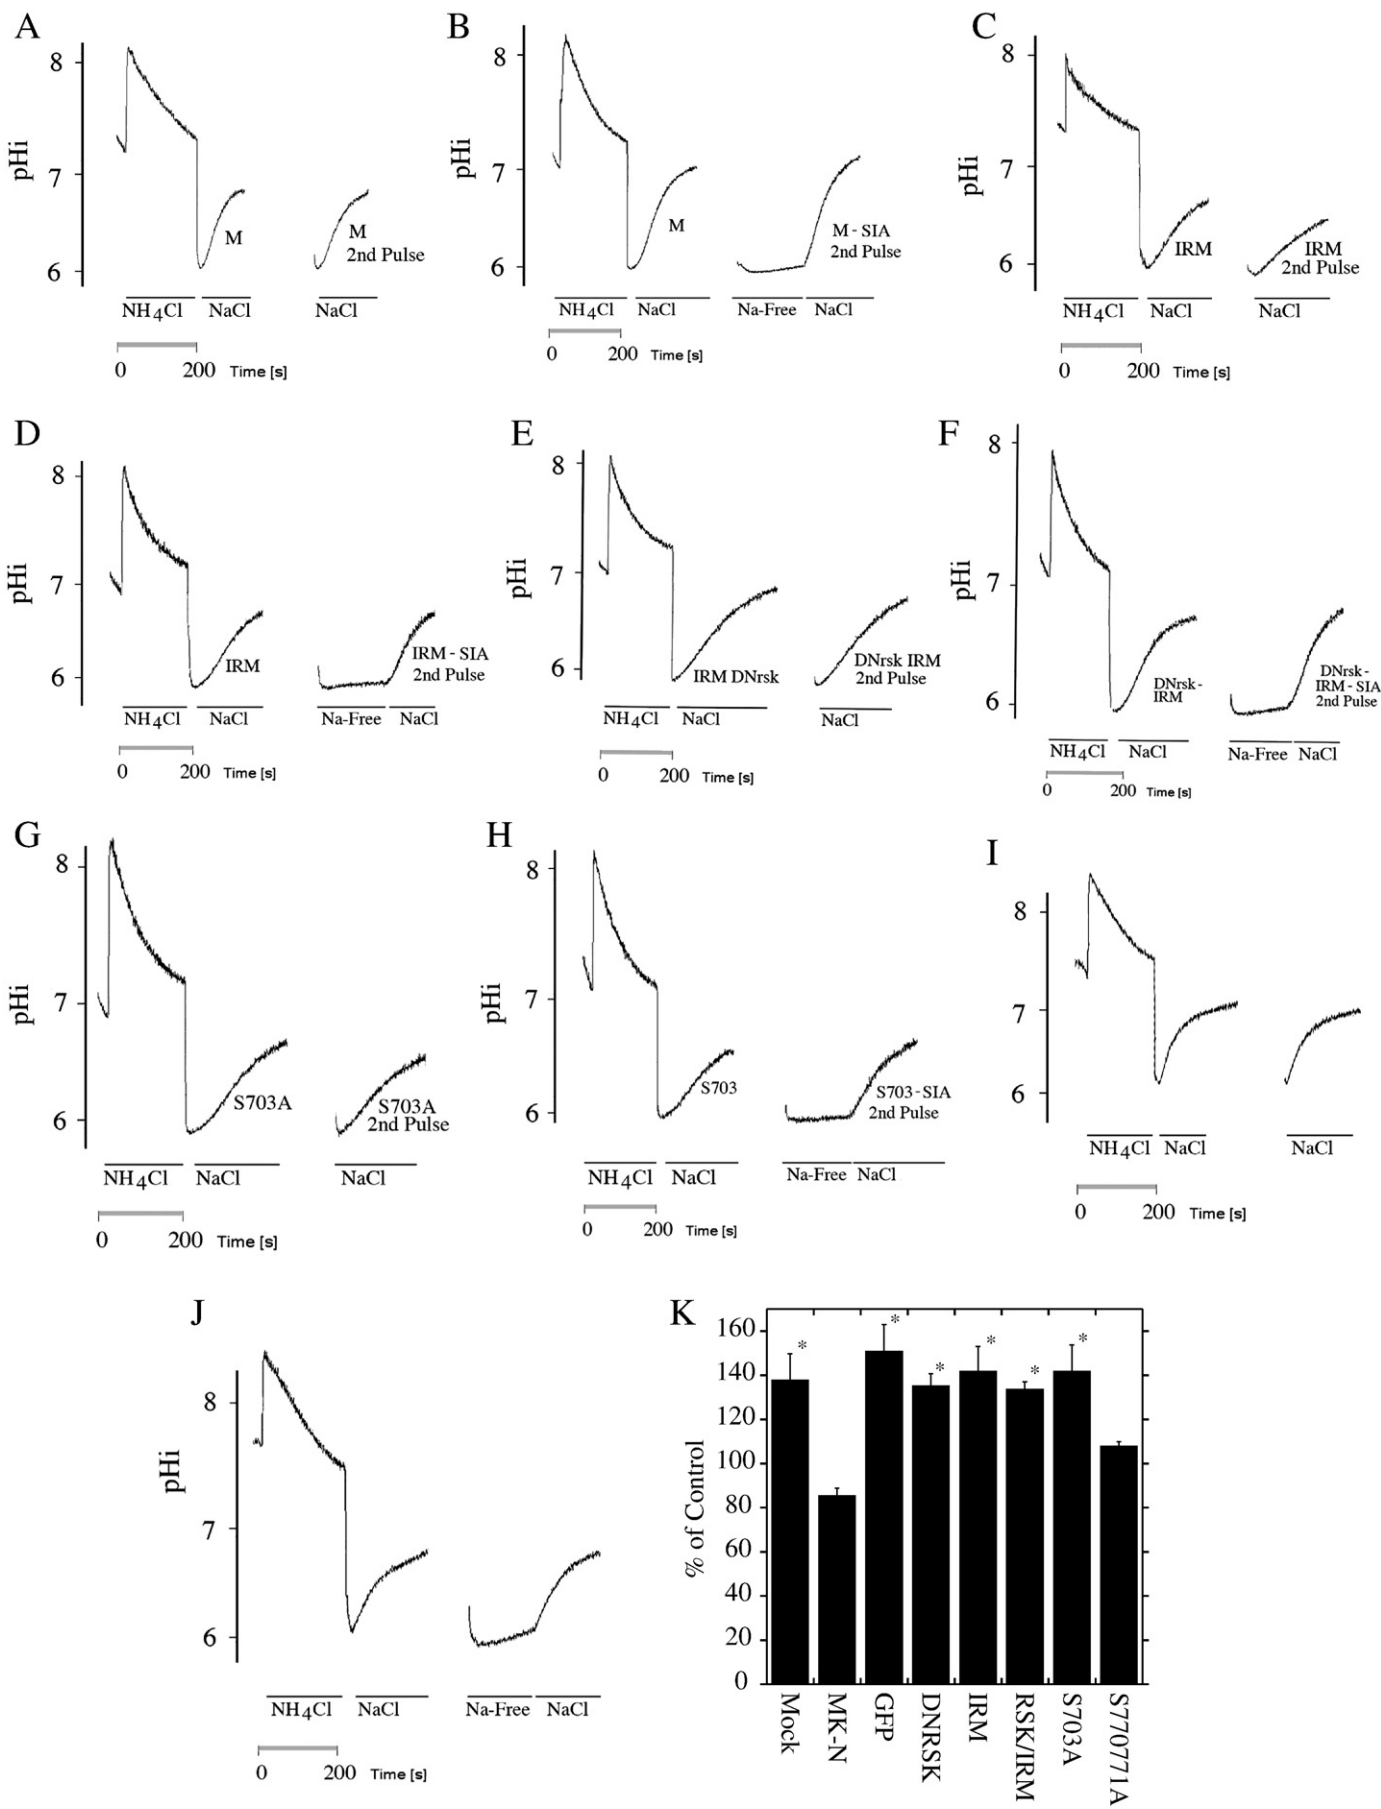 A
pHi
8
7
6
M
M
2nd Pulse
NH4Cl NaCl NaCl
0 200 Time [s]
B
pHi
8
7
6
M
M - SIA
2nd Pulse
NH4Cl NaCl Na-Free NaCl
0 200 Time [s]
C
pHi
8
7
6
IRM
IRM
2nd Pulse
NH4Cl NaCl NaCl
0 200 Time [s]
D
pHi
8
7
6
IRM
IRM - SIA
2nd Pulse
NH4Cl NaCl Na-Free NaCl
0 200 Time [s]
E
pHi
8
7
6
IRM DNrsk
DNrsk IRM
2nd Pulse
NH4Cl NaCl NaCl
0 200 Time [s]
F
pHi
8
7
6
DNrsk -
IRM
DNrsk -
IRM - SIA
2nd Pulse
NH4Cl NaCl Na-Free NaCl
0 200 Time [s]
G
pHi
8
7
6
S703A
S703A
2nd Pulse
NH4Cl NaCl NaCl
0 200 Time [s]
H
pHi
8
7
6
S703
S703 - SIA
2nd Pulse
NH4Cl NaCl Na-Free NaCl
0 200 Time [s]
I
pHi
8
7
6
NH4Cl NaCl NaCl
0 200 Time [s]
J
pHi
8
7
6
NH4Cl NaCl Na-Free NaCl
0 200 Time [s]
K
% of Control
160
140
120
100
80
60
40
20
0
* * * * * *
Mock
MK-N
GFP
DNRSK
IRM
RSK/IRM
S703A
S770771A